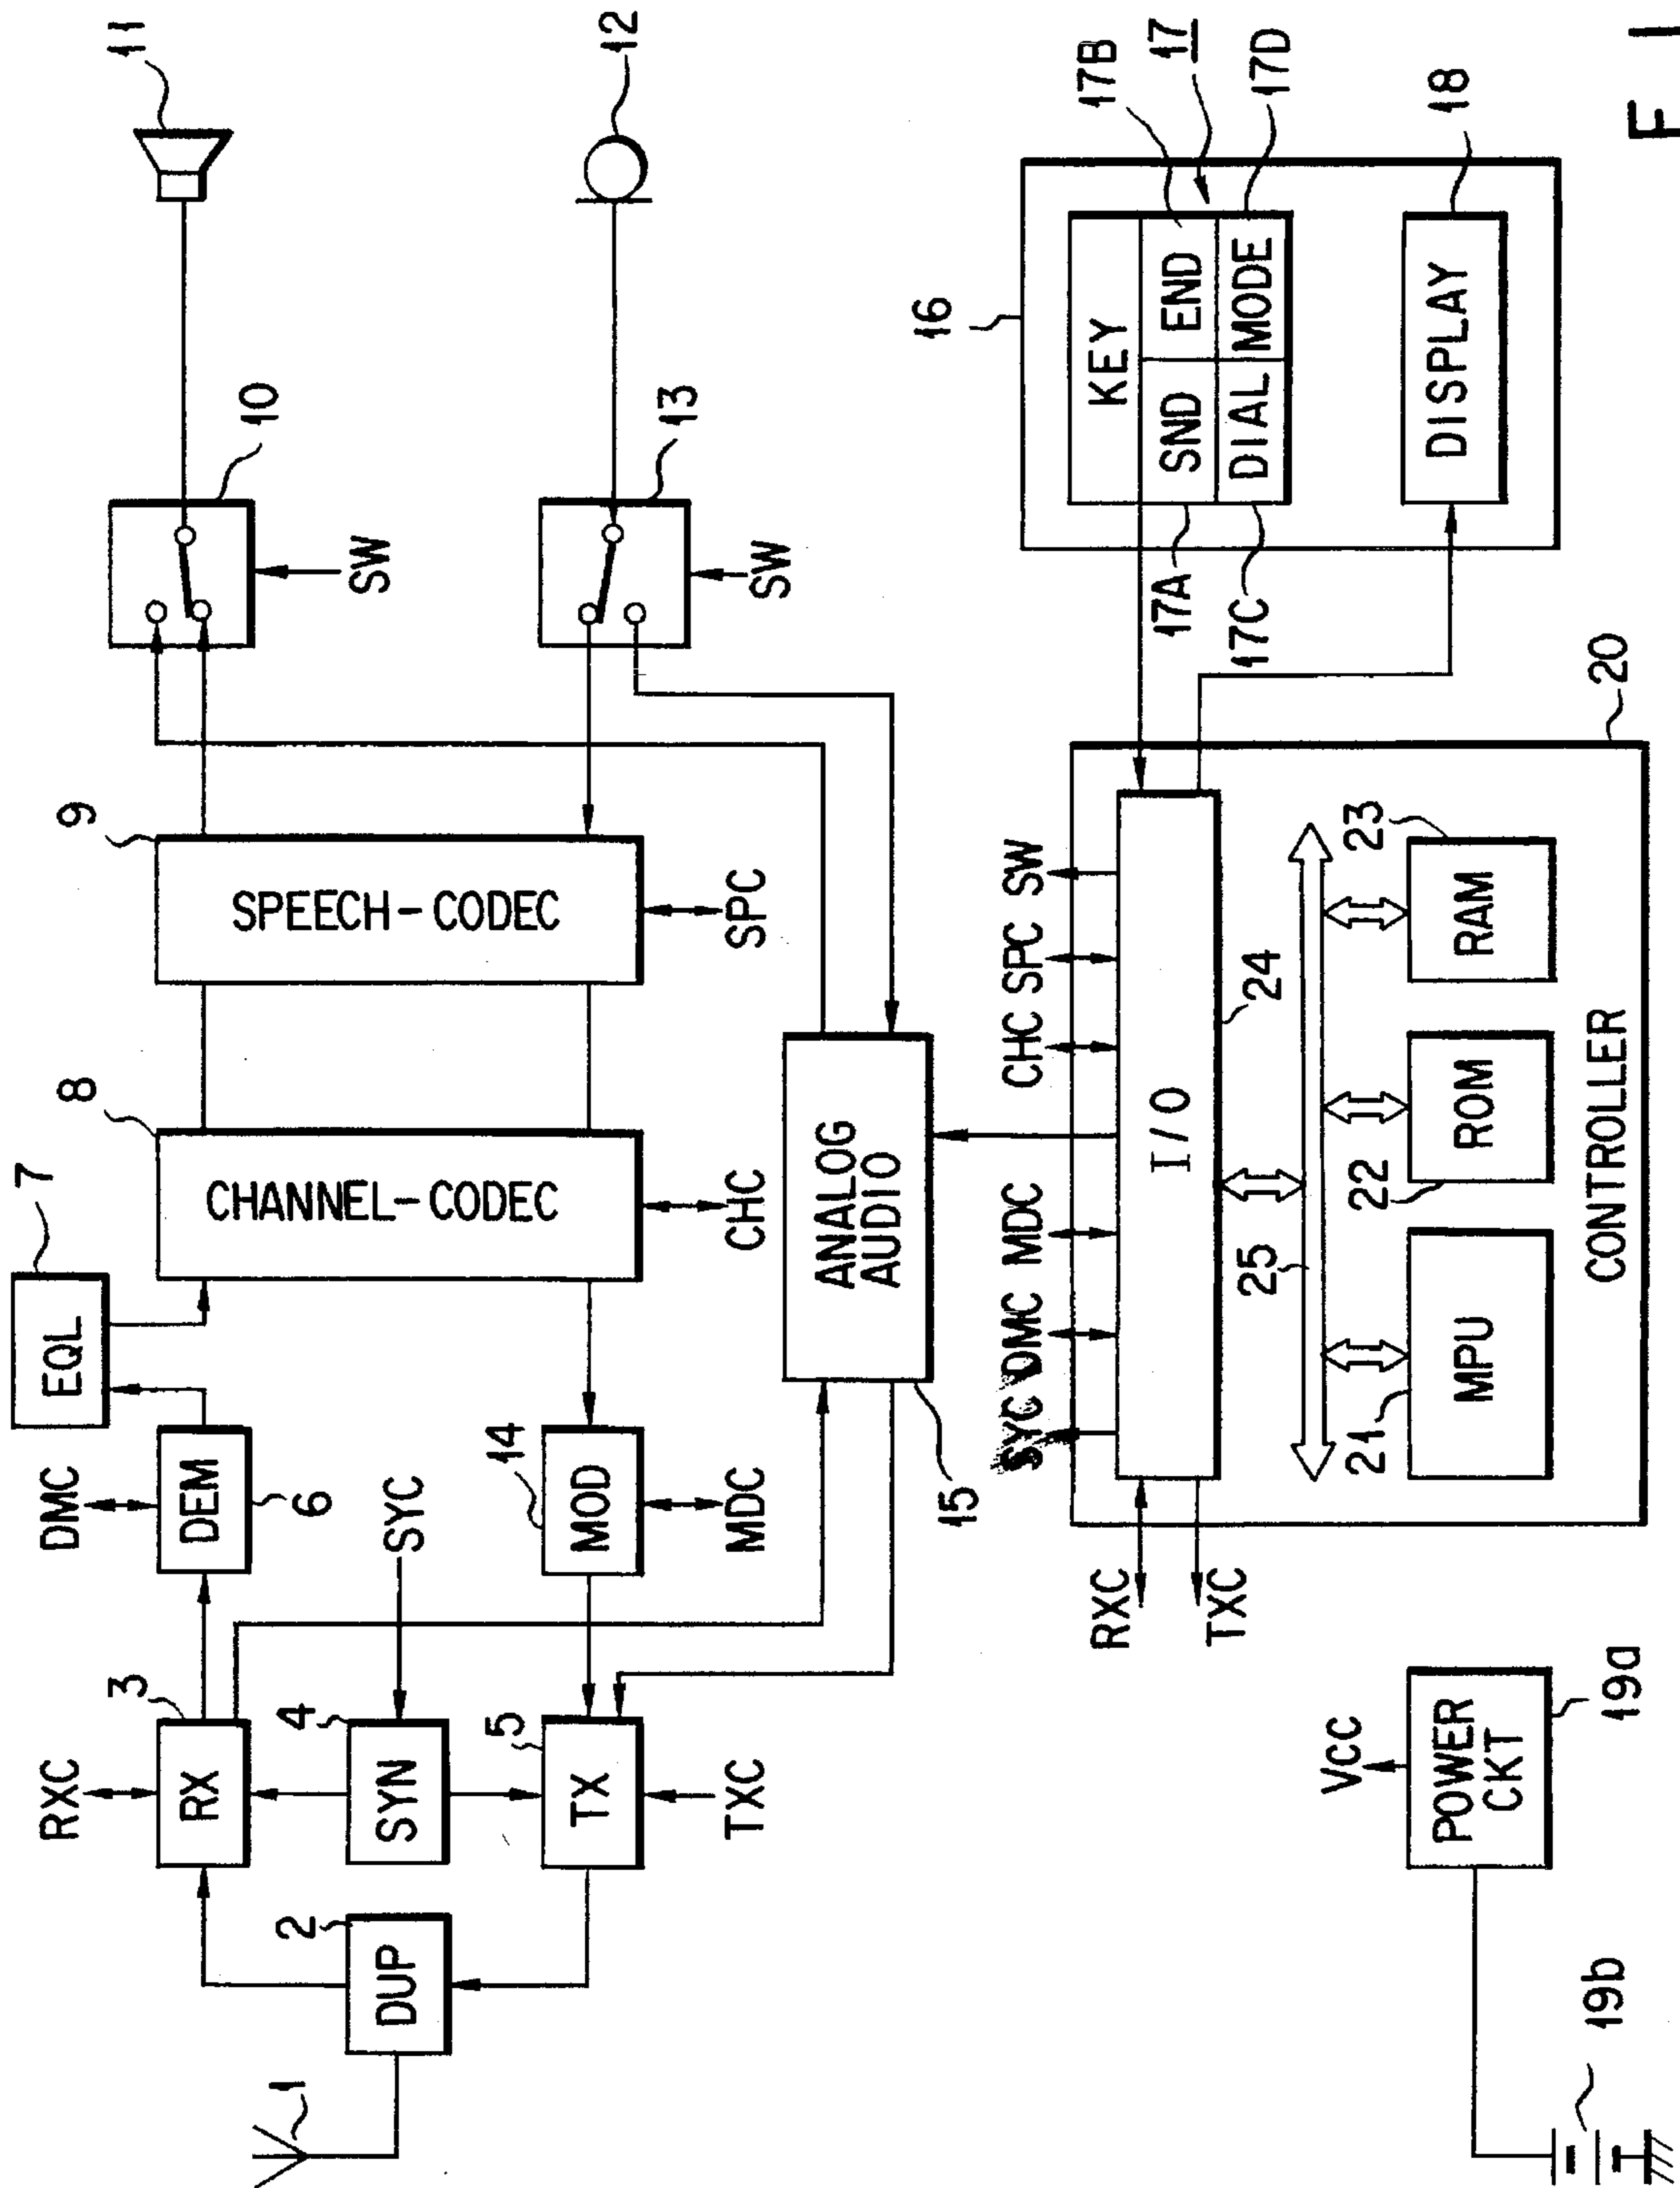 11
12
10
SW
13
SW
9
SPEECH-CODEC
SPC
8
CHANNEL-CODEC
CHC
7
EQL
DMC
DEM
6
SYC
14
MOD
MDC
ANALOG
AUDIO
15
RXC
3
RX
4
SYN
5
TX
TXC
2
DUP
1
16
KEY
SND
END
DIAL
MODE
17A
17B
17
17C
17D
DISPLAY
18
20
SYC DMC MDC CHC SPC SW
I/O
24
25
RXC
TXC
21
MPU
22
ROM
23
RAM
CONTROLLER
Vcc
POWER
CKT
19a
19b
F I